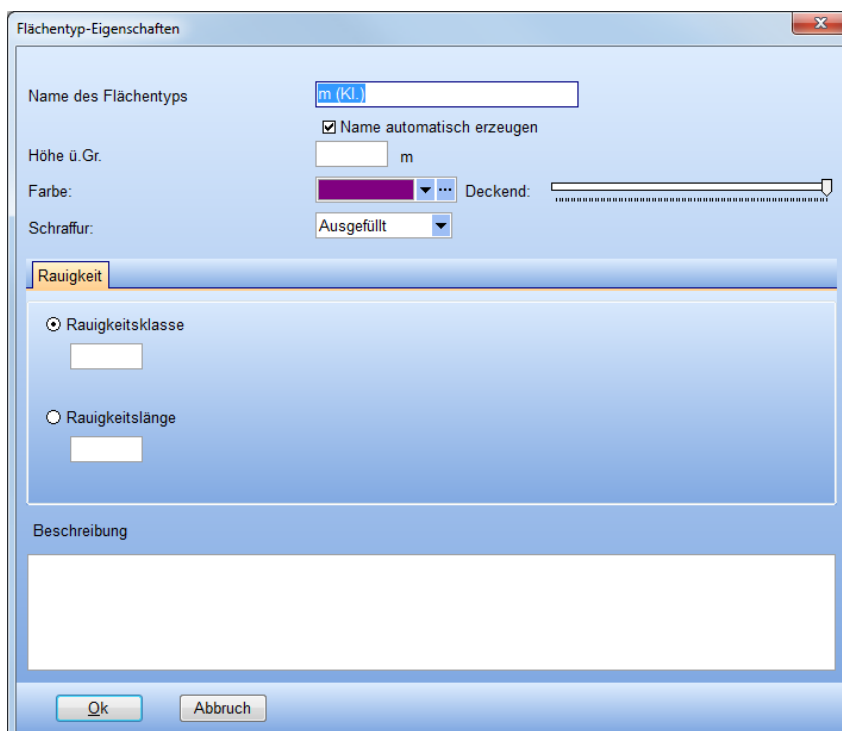 Flächentyp-Eigenschaften
Name des Flächentyps
m (Kl.)
Name automatisch erzeugen
Höhe ü.Gr.
m
Farbe:
Deckend:
Schraffur:
Ausgefüllt
Rauigkeit
Rauigkeitsklasse
Rauigkeitslänge
Beschreibung
Ok
Abbruch